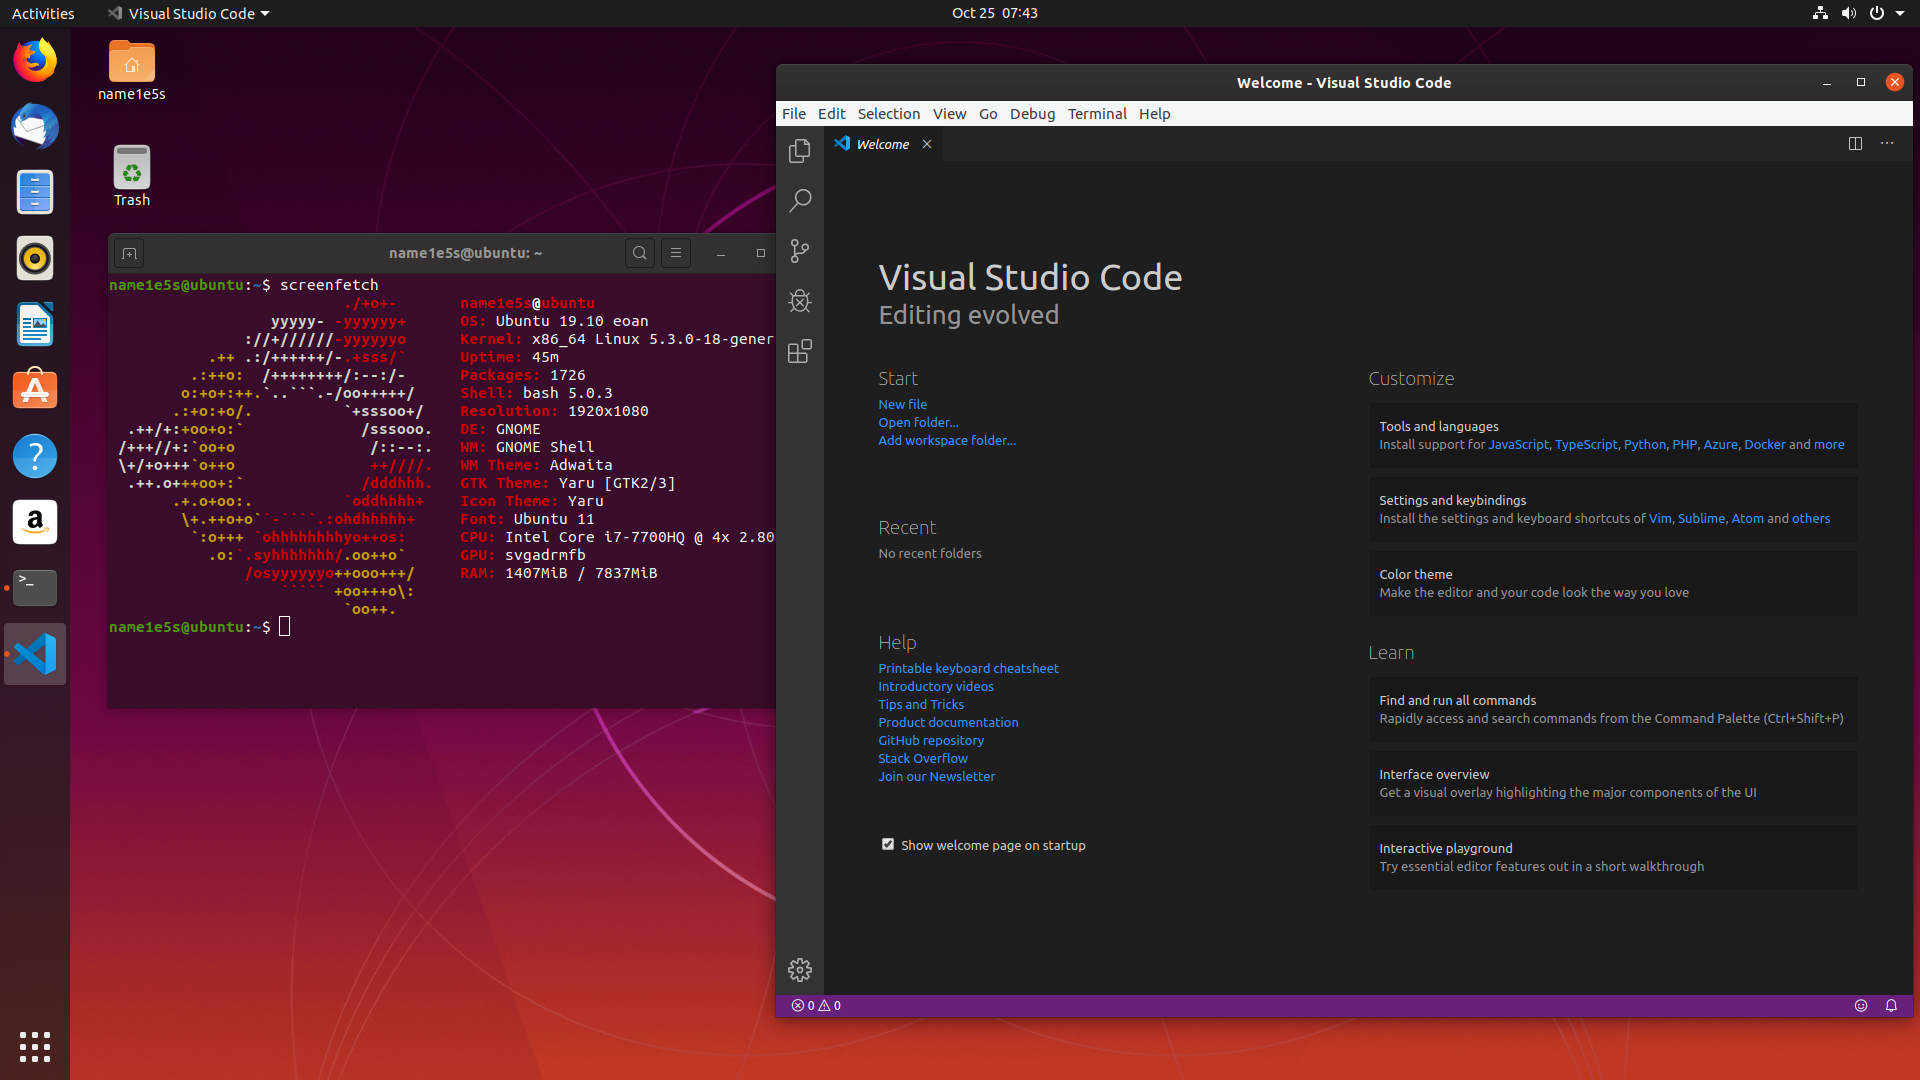 Activities
Visual Studio Code
Oct 25 07:43
name1e5s
Trash
name1e5s@ubuntu: ~
name1e5s@ubuntu:~$ screenfetch
./+o+- name1e5s@ubuntu
yyyyy- -yyyyyy+ OS: Ubuntu 19.10 eoan
://+//////-yyyyyyo Kernel: x86_64 Linux 5.3.0-18-gener
.++ .:/++++++/-.+sss/` Uptime: 45m
.:++o: /++++++++/:--:/- Packages: 1726
o:+o+:++.`..```.-/oo+++++/ Shell: bash 5.0.3
.:+o:+o/. `+sssoo+/ Resolution: 1920x1080
.++/+:+oo+o:` /sssooo. DE: GNOME
/+++//+:`oo+o /::--:. WM: GNOME Shell
\+/+o+++`o++o ++////. WM Theme: Adwaita
.++.o+++oo+:` /dddhhh. GTK Theme: Yaru [GTK2/3]
.+.o+oo:. `oddhhhh+ Icon Theme: Yaru
\+.++o+o``-````.:ohdhhhhh+ Font: Ubuntu 11
`:o+++ `ohhhhhhhhyo++os: CPU: Intel Core i7-7700HQ @ 4x 2.80
.o:`.syhhhhhhh/.oo++o` GPU: svgadrmfb
/osyyyyyyo++ooo+++/ RAM: 1407MiB / 7837MiB
````` +oo+++o\:
`oo++.
name1e5s@ubuntu:~$
Welcome - Visual Studio Code
File Edit Selection View Go Debug Terminal Help
Welcome
Visual Studio Code
Editing evolved
Start
New file
Open folder...
Add workspace folder...
Recent
No recent folders
Help
Printable keyboard cheatsheet
Introductory videos
Tips and Tricks
Product documentation
GitHub repository
Stack Overflow
Join our Newsletter
Show welcome page on startup
Customize
Tools and languages
Install support for JavaScript, TypeScript, Python, PHP, Azure, Docker and more
Settings and keybindings
Install the settings and keyboard shortcuts of Vim, Sublime, Atom and others
Color theme
Make the editor and your code look the way you love
Learn
Find and run all commands
Rapidly access and search commands from the Command Palette (Ctrl+Shift+P)
Interface overview
Get a visual overlay highlighting the major components of the UI
Interactive playground
Try essential editor features out in a short walkthrough
0 0